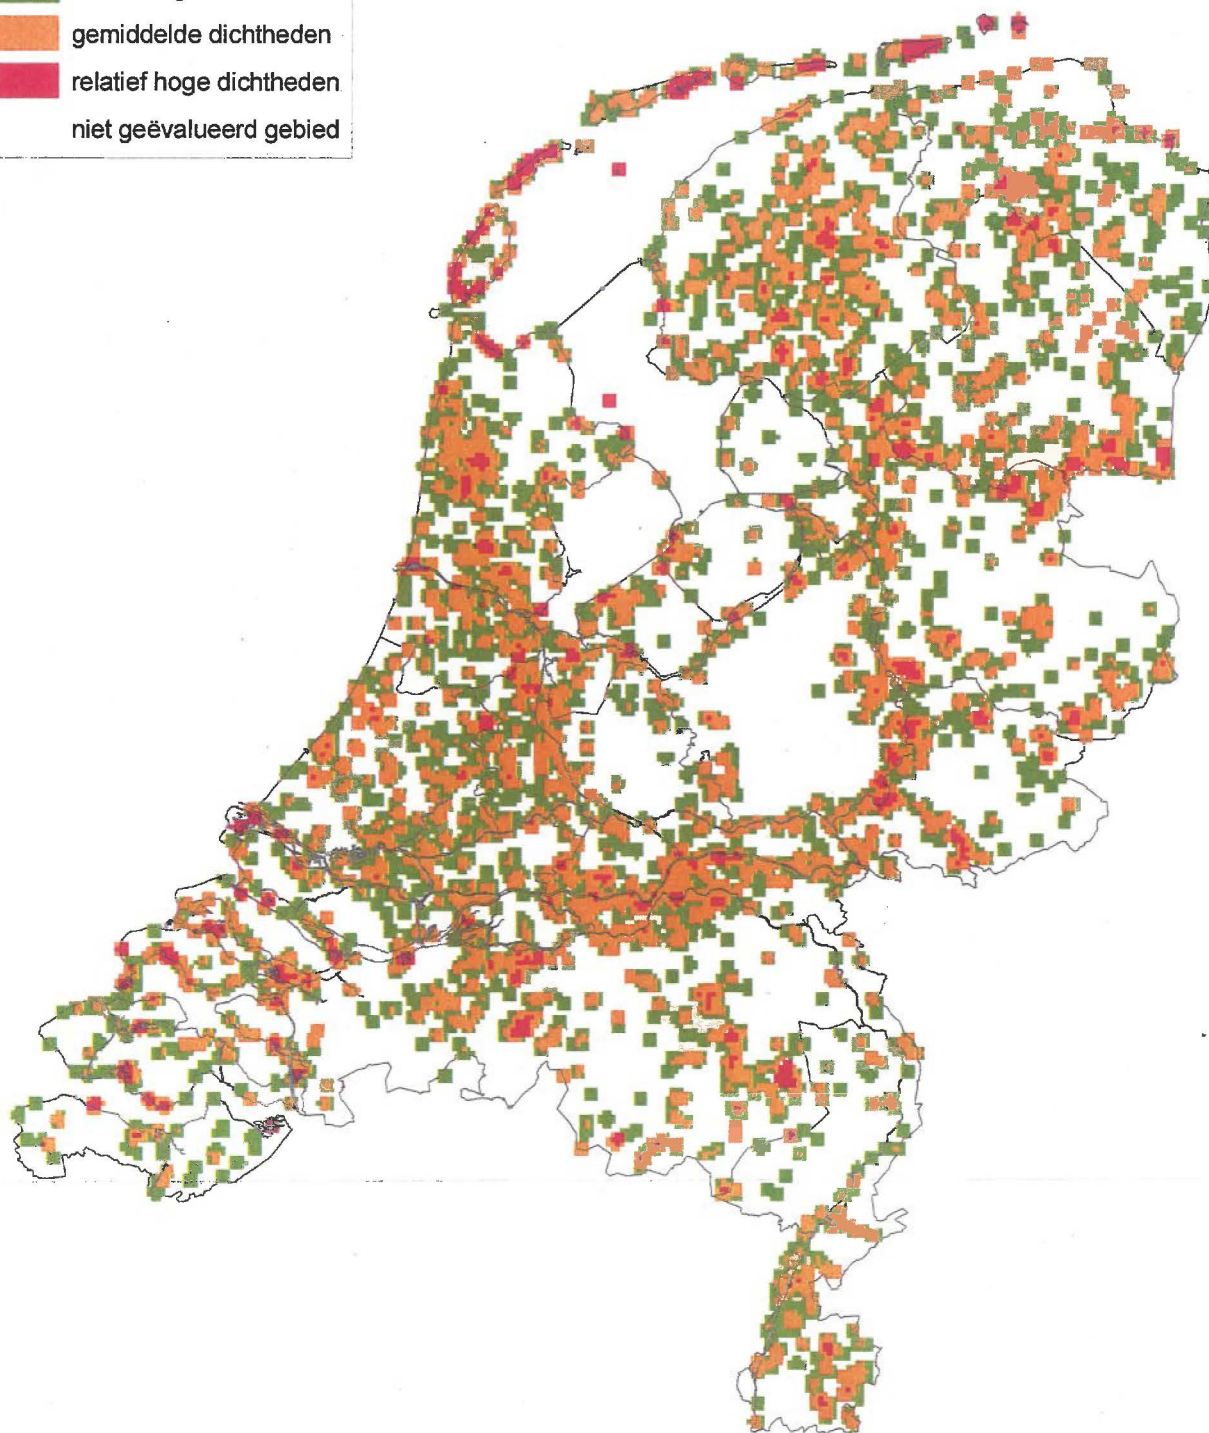 gemiddelde dichtheden
relatief hoge dichtheden
niet geëvalueerd gebied